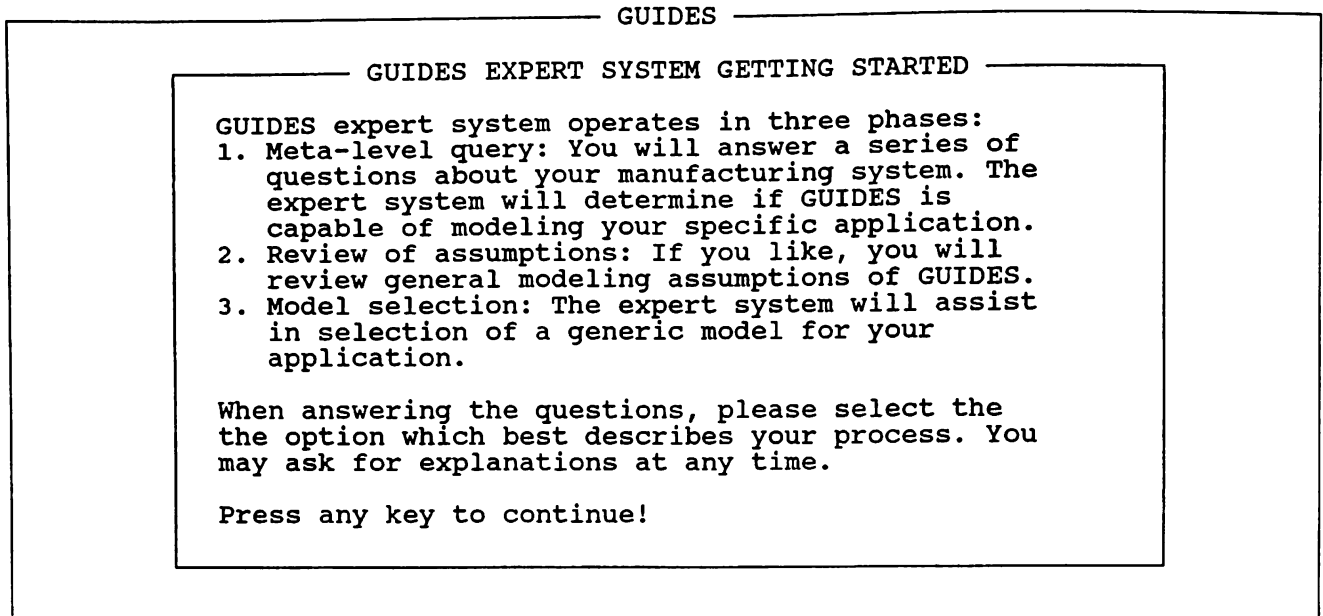 GUIDES
GUIDES EXPERT SYSTEM GETTING STARTED
GUIDES expert system operates in three phases:
1. Meta-level query: You will answer a series of
questions about your manufacturing system. The
expert system will determine if GUIDES is
capable of modeling your specific application.
2. Review of assumptions: If you like, you will
review general modeling assumptions of GUIDES.
3. Model selection: The expert system will assist
in selection of a generic model for your
application.
When answering the questions, please select the
the option which best describes your process. You
may ask for explanations at any time.
Press any key to continue!